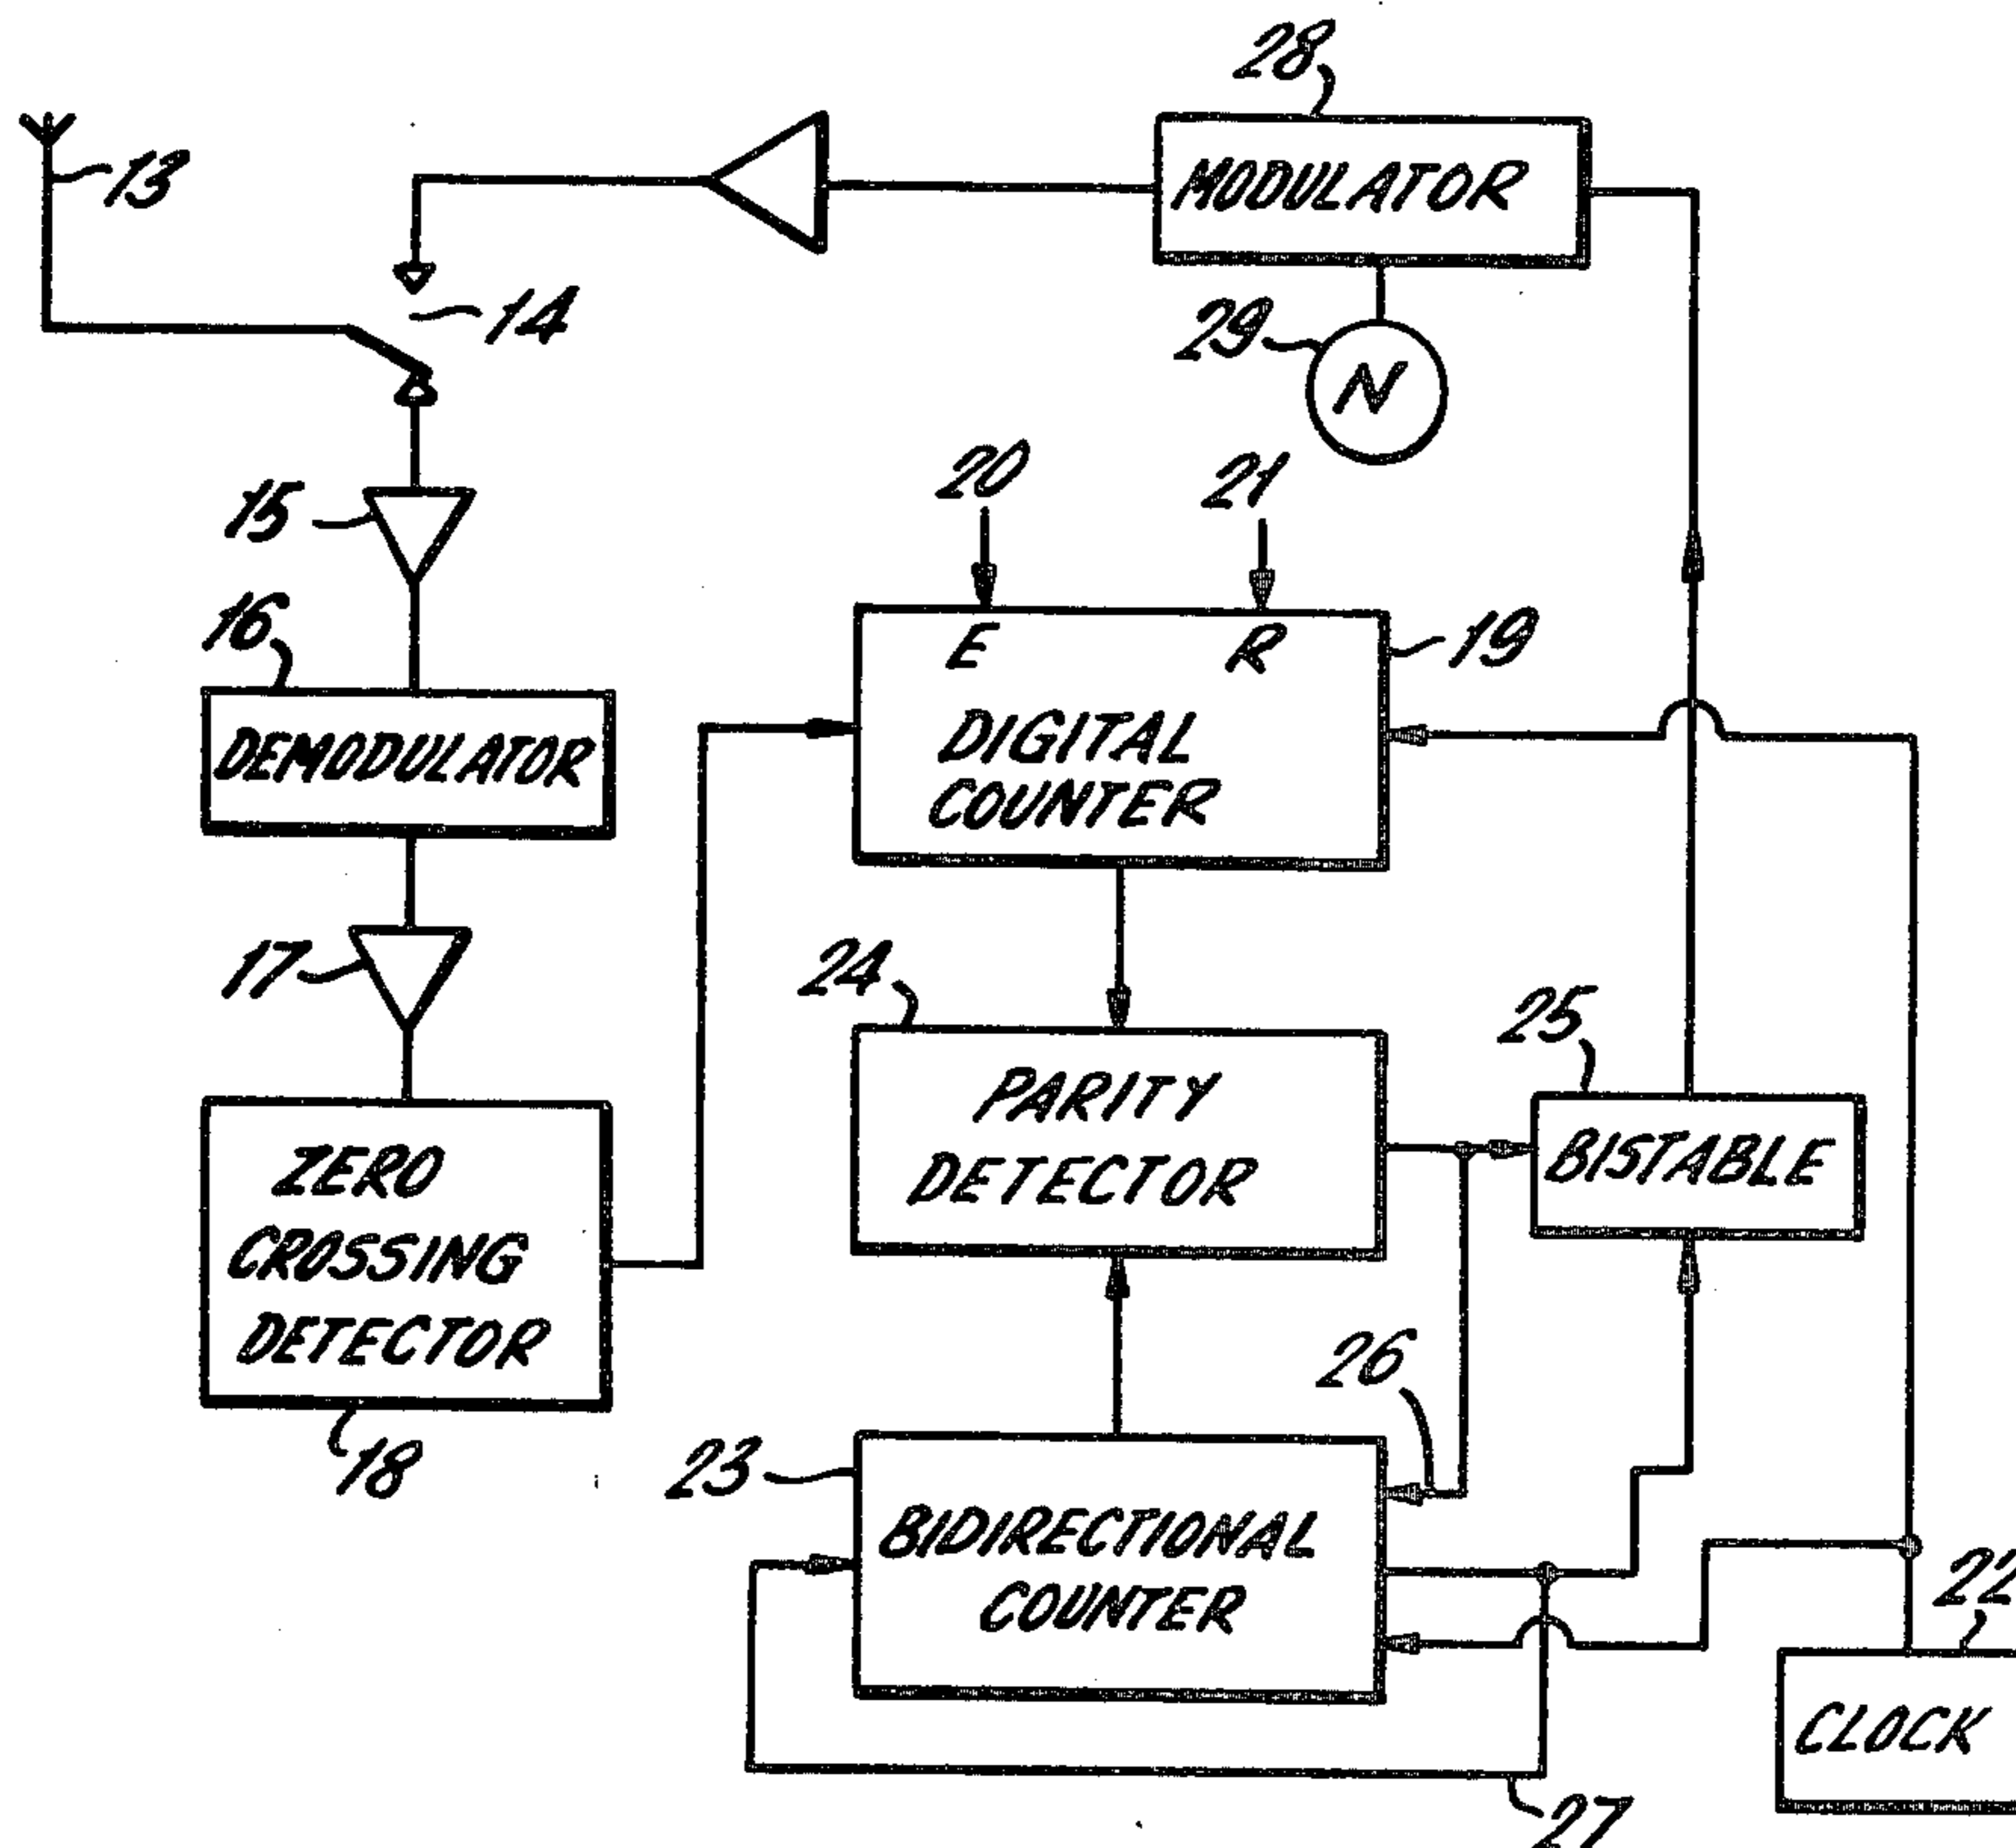 28
13
MODULATOR
14
29
N
20
21
15
16
E
R
19
DEMODULATOR
DIGITAL
COUNTER
17
24
25
PARITY
DETECTOR
BISTABLE
ZERO
CROSSING
DETECTOR
26
18
23
BIDIRECTIONAL
COUNTER
22
CLOCK
27